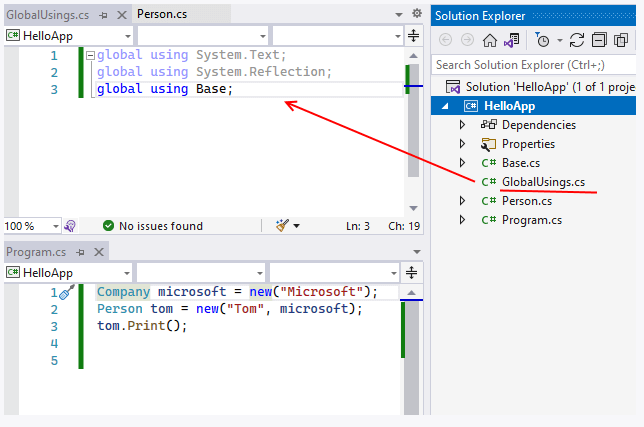 GlobalUsings.cs
Person.cs
HelloApp
1 global using System.Text;
2 global using System.Reflection;
3 global using Base;
100 %
No issues found
Ln: 3
Ch: 19
Program.cs
HelloApp
1 Company microsoft = new("Microsoft");
2 Person tom = new("Tom", microsoft);
3 tom.Print();
4
5
Solution Explorer
Search Solution Explorer (Ctrl+;)
Solution 'HelloApp' (1 of 1 proje
HelloApp
Dependencies
Properties
C# Base.cs
C# GlobalUsings.cs
C# Person.cs
C# Program.cs